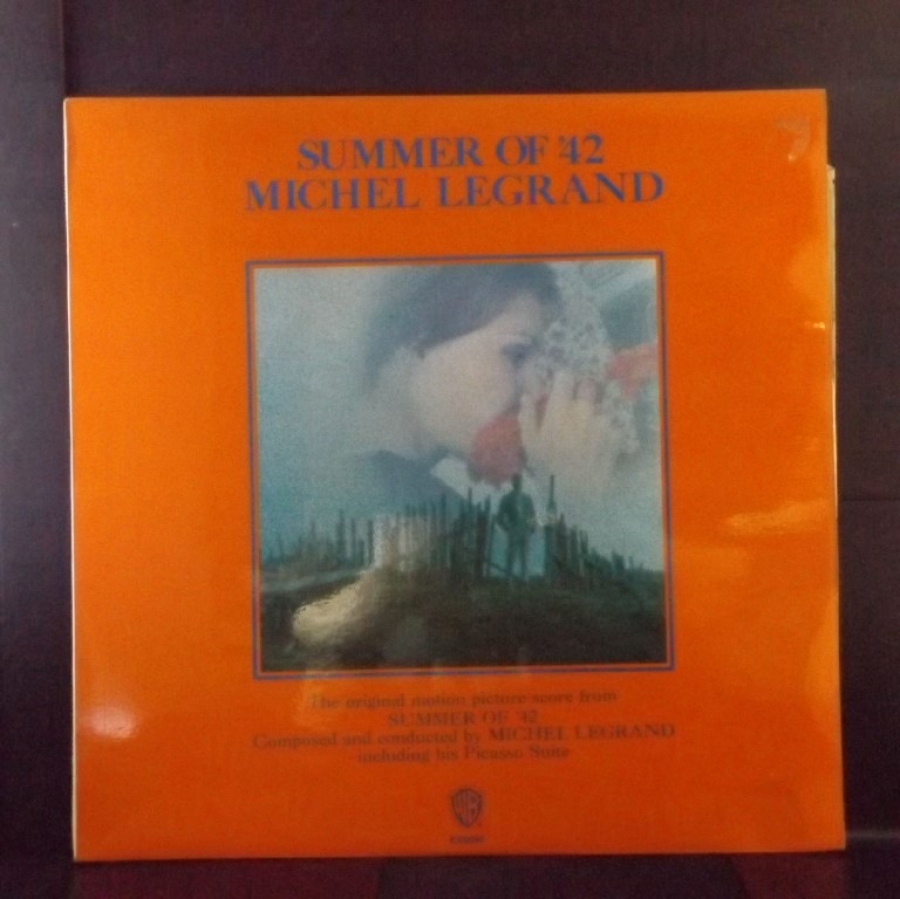 SUMMER OF '42
MICHEL LEGRAND
The original motion picture score from
SUMMER OF '42
Composed and conducted by MICHEL LEGRAND
including his Picasso Suite
WB